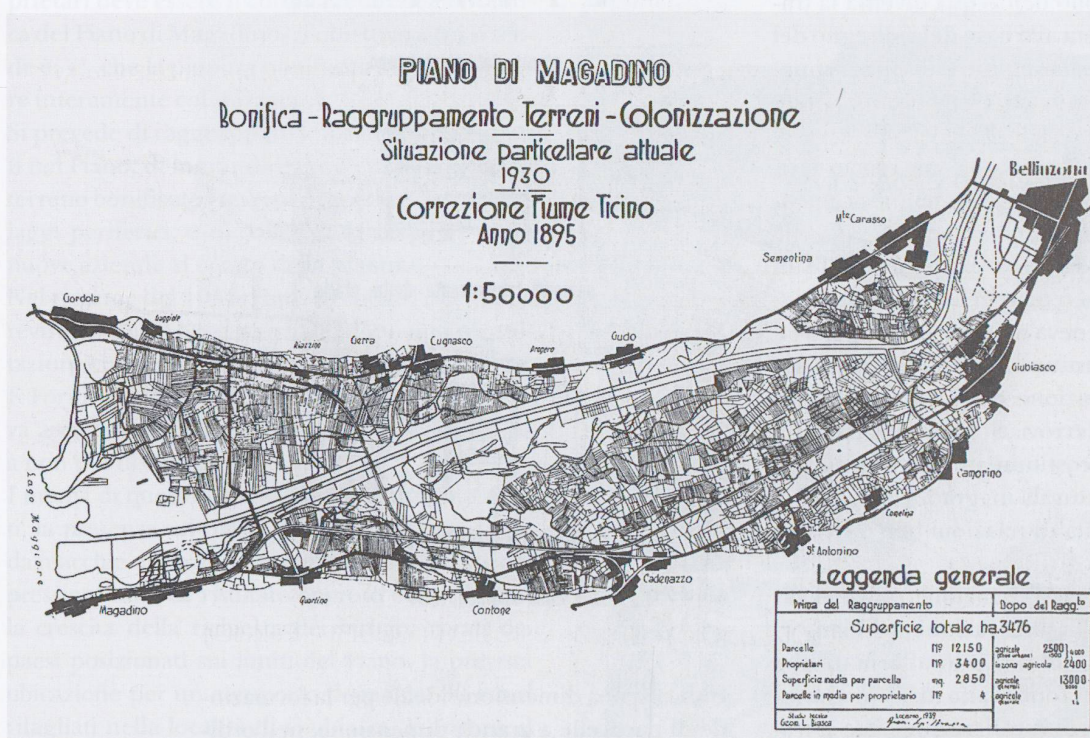 PIANO DI MAGADINO
Bonifica - Raggruppamento Terreni - Colonizzazione
Situazione particellare attuale
1930
Correzione Fiume Ticino
Anno 1895
1:50000
Bellinzona
Mte Carasso
Sementina
Gordola
Riazzino
Cerra
Cugnasco
Gudo
Giubiasco
Camorino
St Antonino
Cadenazzo
Contone
Quartino
Magadino
Lago Maggiore
Leggenda generale
Prima del Raggruppamento
Dopo del Raggto
Superficie totale ha 3476
Parcelle No 12150
agricole 2500
Proprietari No 3400
in zona agricola 2400
Superficie media per parcella mq 2850
agricole 13000
Parcelle in media per proprietario No
agricole
Studio tecnico
Geom. L. Biasca
Locarno, 1939